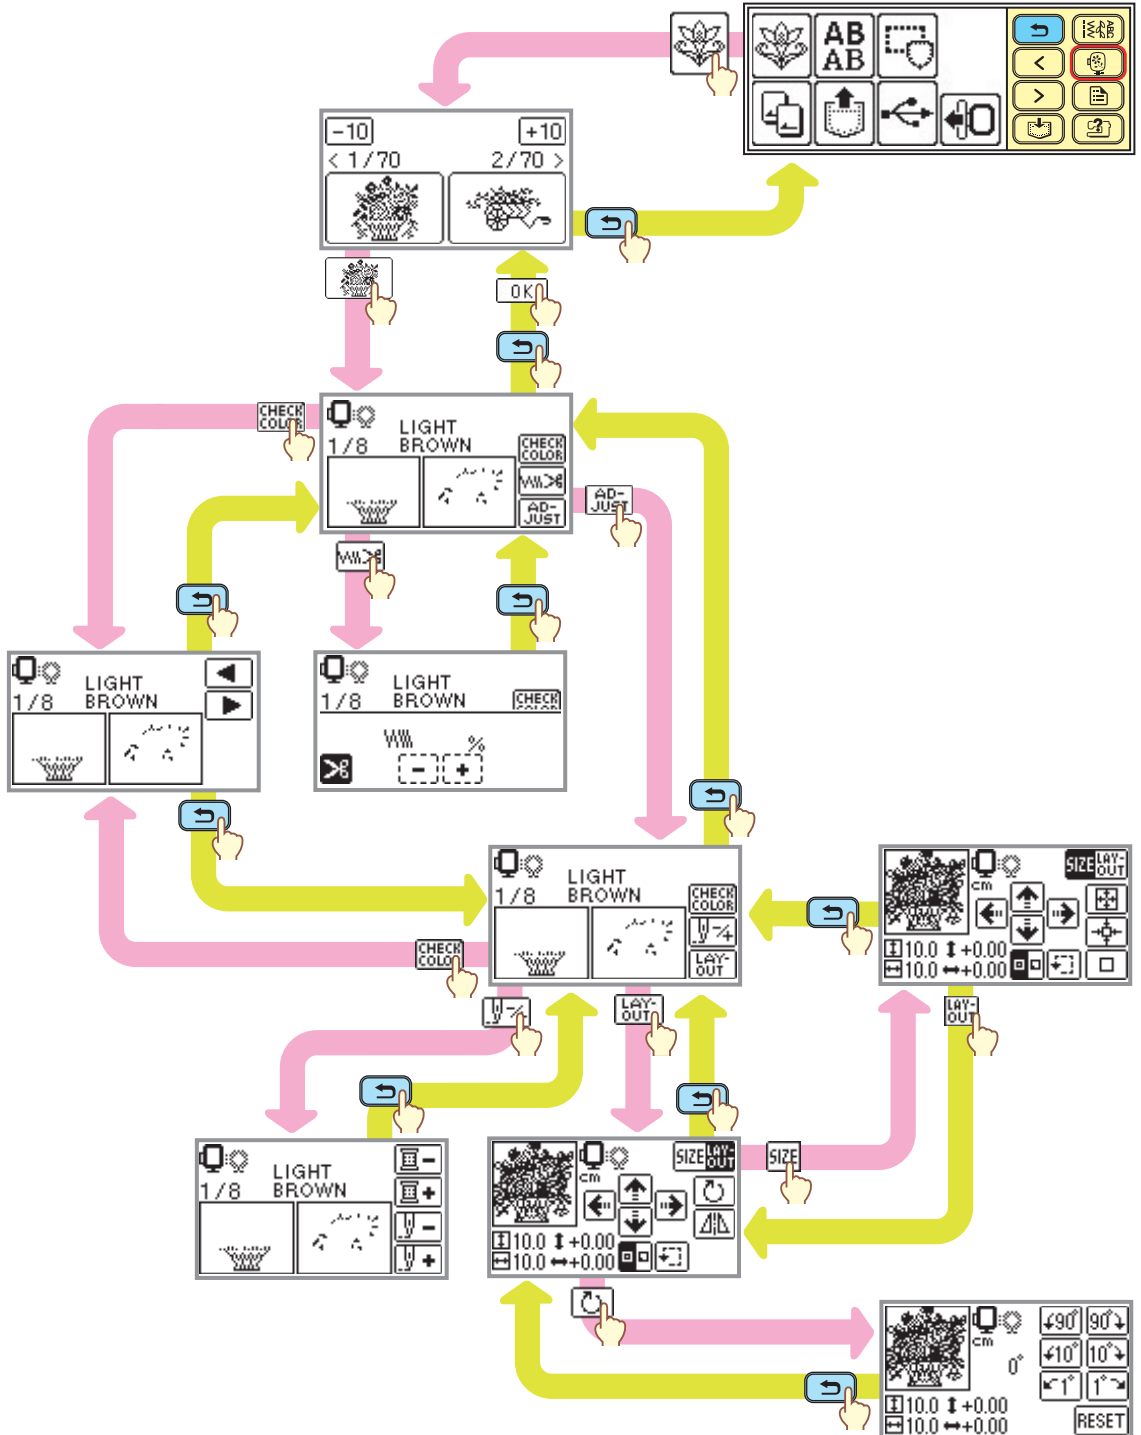 AB
AB
< 
>
?
-10 +10
< 1/70 2/70 >
OK
CHECK
COLOR
LIGHT
1/8 BROWN
CHECK
COLOR
AD-
JUST
AD-
JUST
LIGHT
1/8 BROWN
LIGHT
1/8 BROWN CHECK
%
- +
LIGHT
1/8 BROWN
CHECK
COLOR
LAY-
OUT
SIZE LAY-
OUT
cm
10.0 +0.00
10.0 +0.00
CHECK
COLOR
LAY-
OUT
LAY-
OUT
LIGHT
1/8 BROWN
-
+
-
+
SIZE LAY-
OUT
cm
10.0 +0.00
10.0 +0.00
SIZE
cm
0°
90° 90°
10° 10°
1° 1°
10.0 +0.00
10.0 +0.00
RESET